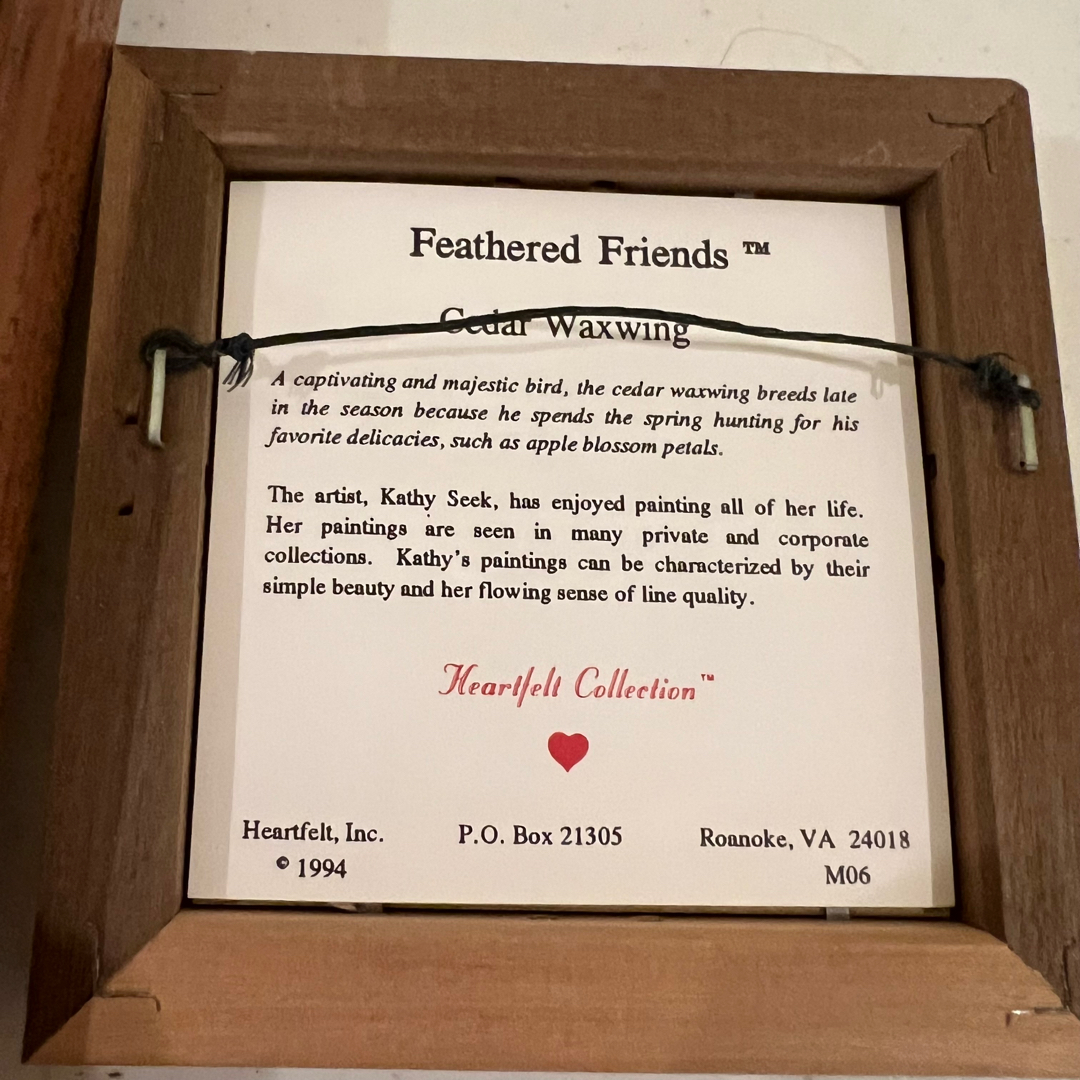 Feathered Friends ™
Cedar Waxwing
A captivating and majestic bird, the cedar waxwing breeds late
in the season because he spends the spring hunting for his
favorite delicacies, such as apple blossom petals.
The artist, Kathy Seek, has enjoyed painting all of her life.
Her paintings are seen in many private and corporate
collections. Kathy's paintings can be characterized by their
simple beauty and her flowing sense of line quality.
Heartfelt Collection™
Heartfelt, Inc. P.O. Box 21305 Roanoke, VA 24018
© 1994 M06